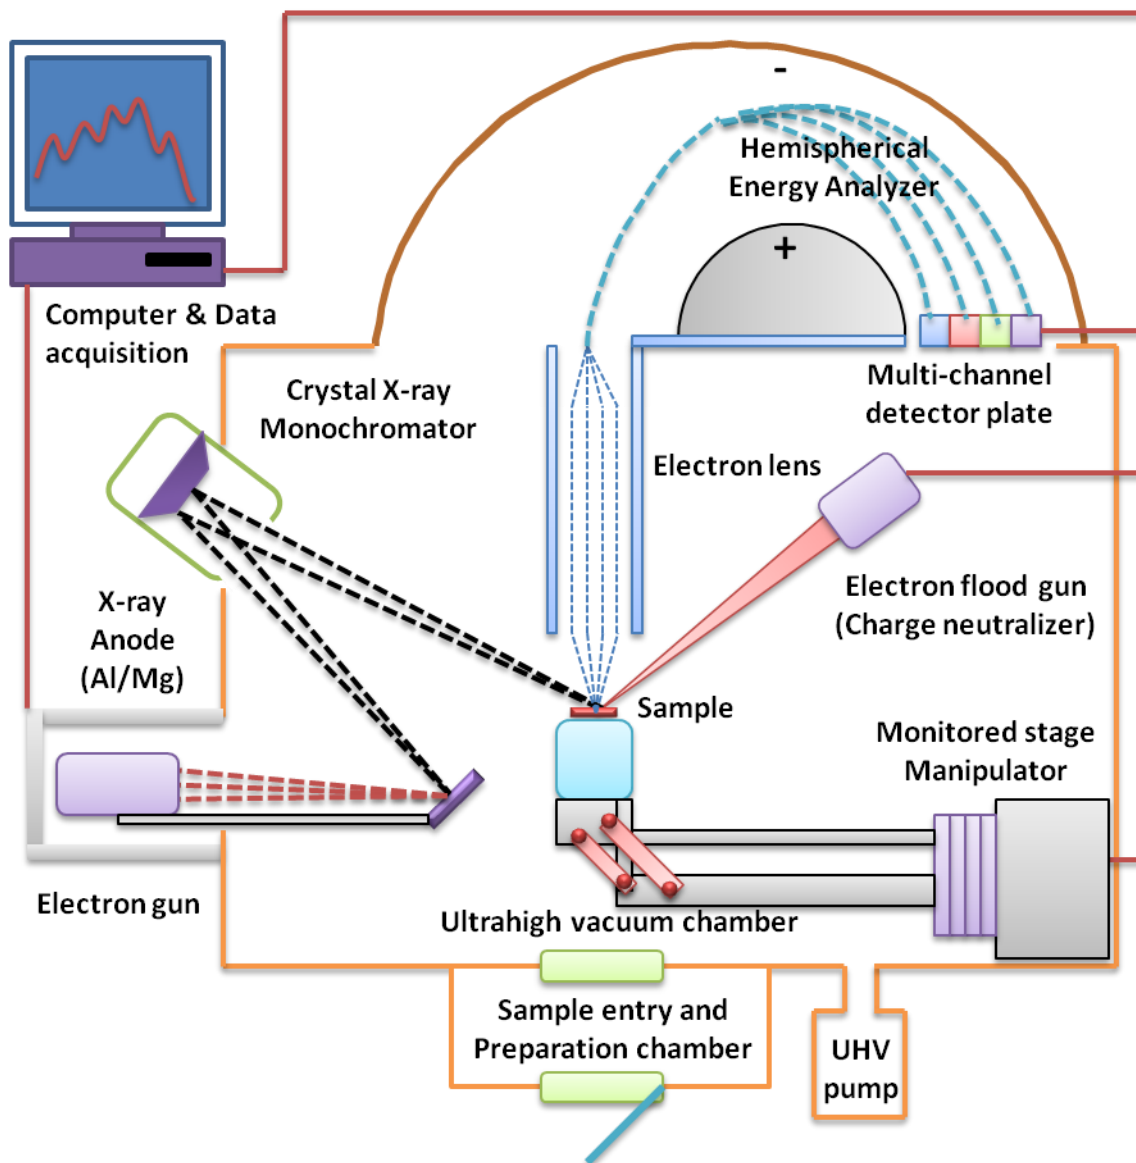 -
Hemispherical
Energy Analyzer
+
Computer & Data
acquisition
Crystal X-ray
Monochromator
Multi-channel
detector plate
Electron lens
X-ray
Anode
(Al/Mg)
Electron flood gun
(Charge neutralizer)
Sample
Monitored stage
Manipulator
Electron gun
Ultrahigh vacuum chamber
Sample entry and
Preparation chamber
UHV
pump